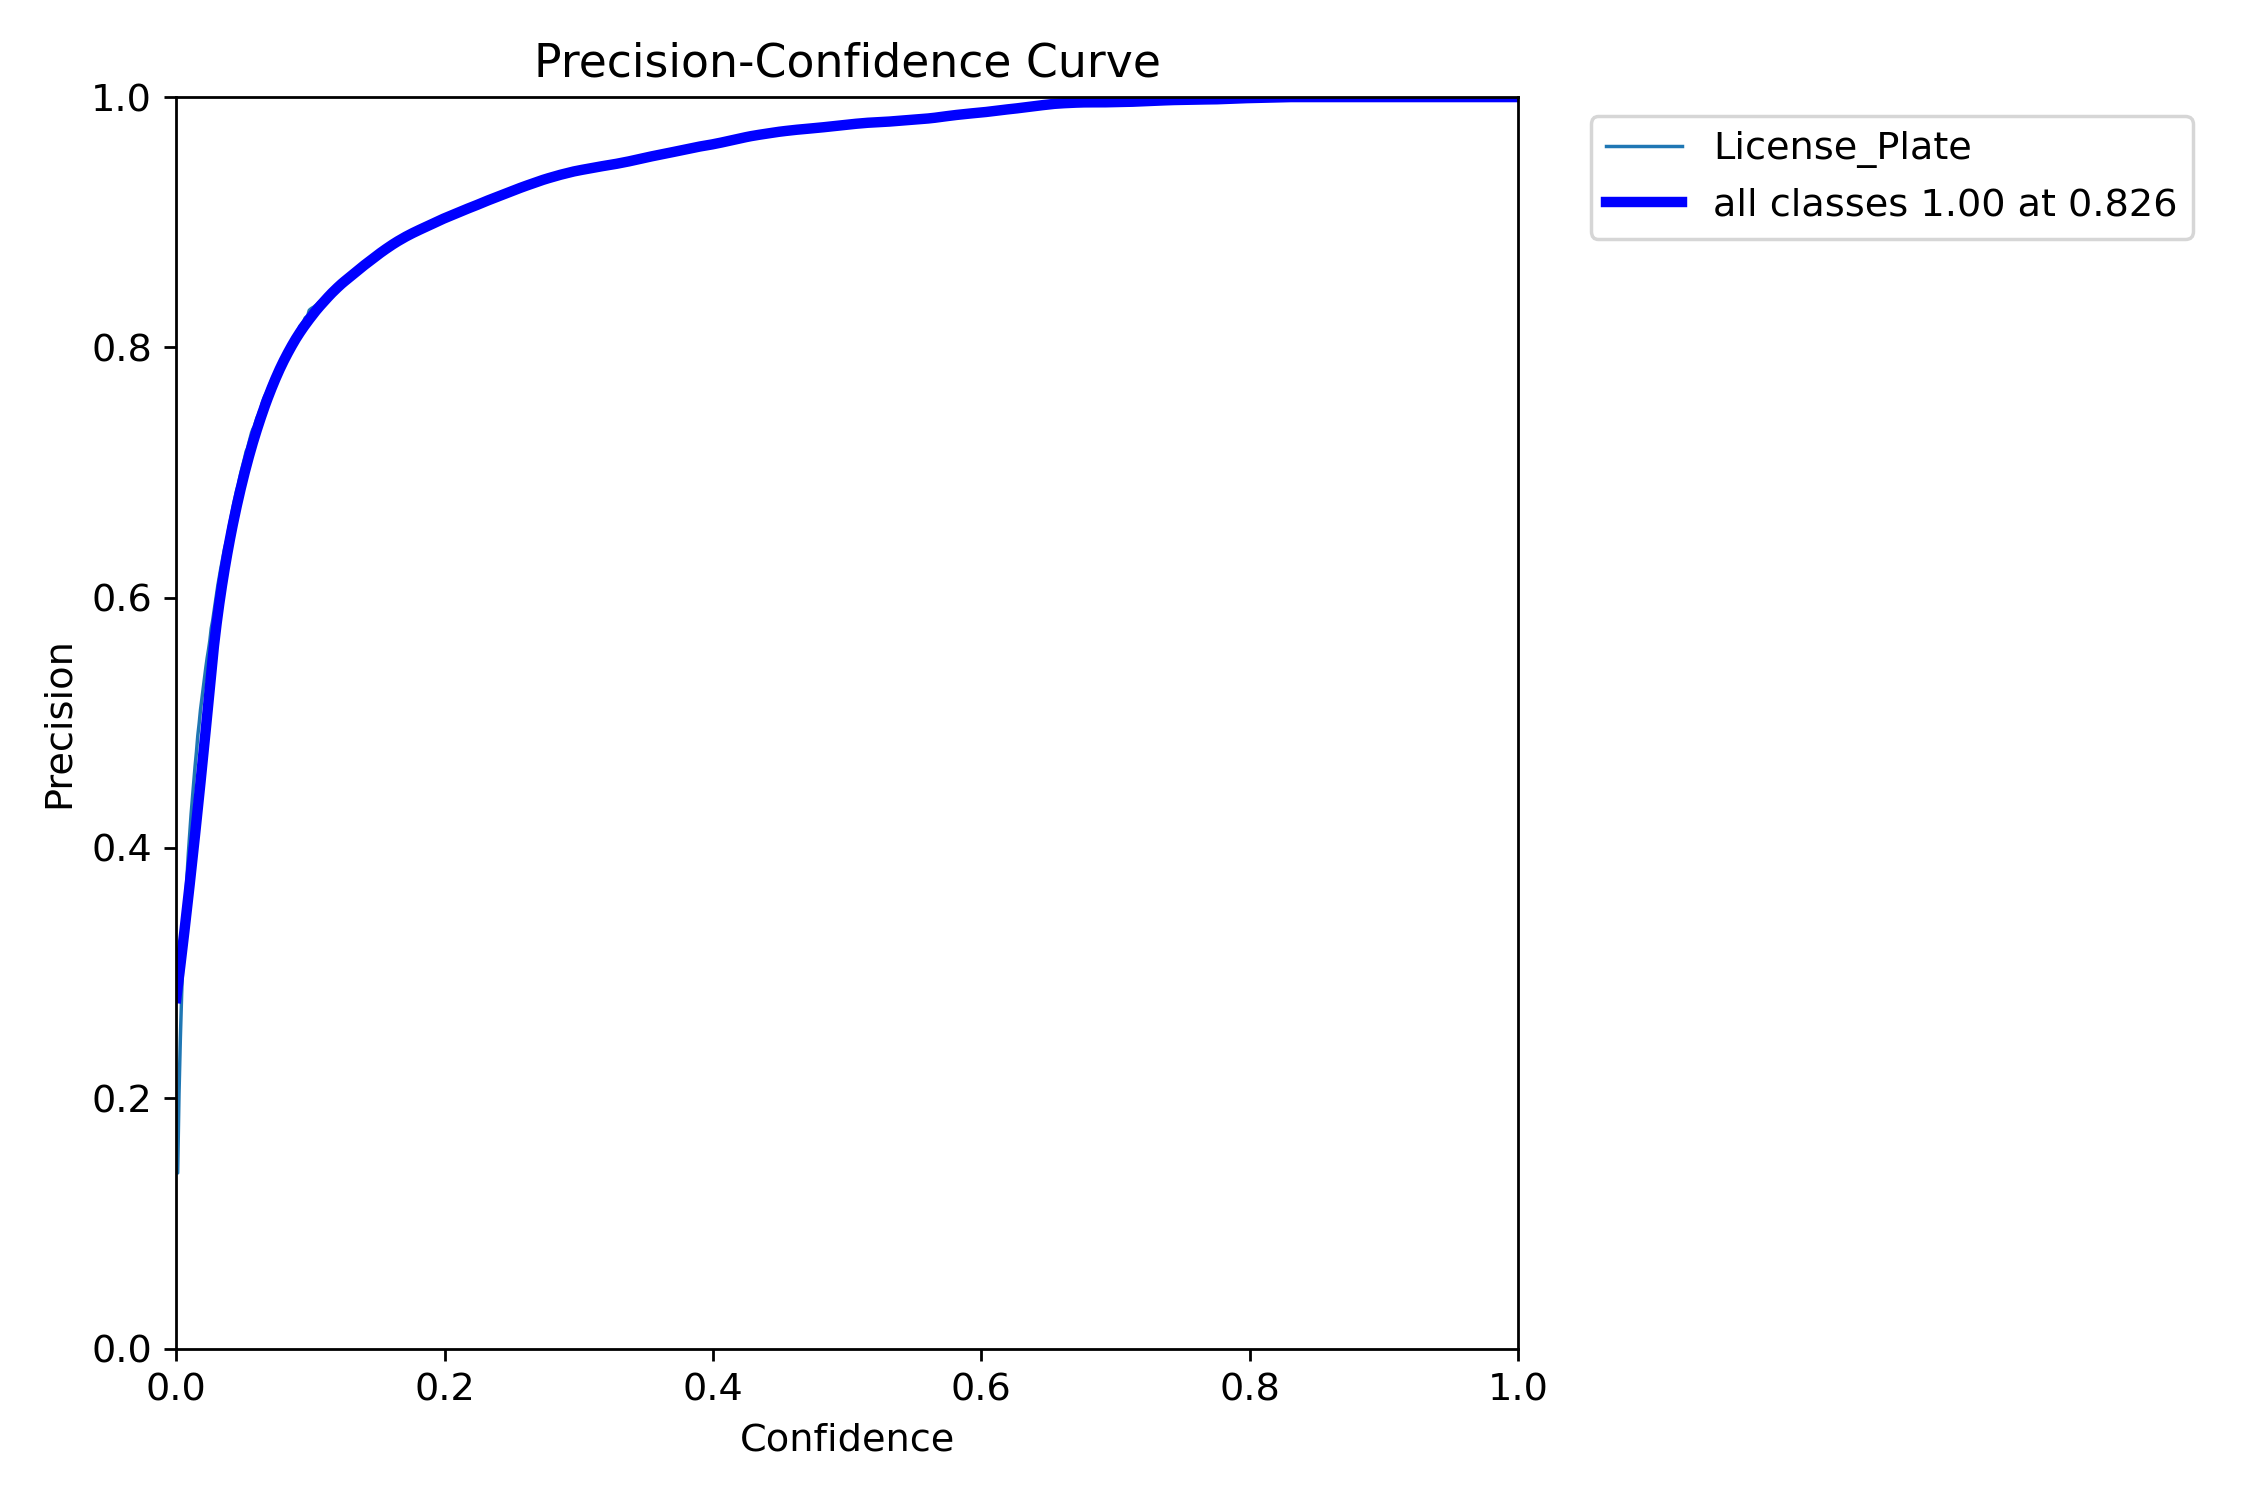 Precision-Confidence Curve
1.0
0.8
0.6
0.4
0.2
0.0
Precision
0.0 0.2 0.4 0.6 0.8 1.0
Confidence
License_Plate
all classes 1.00 at 0.826